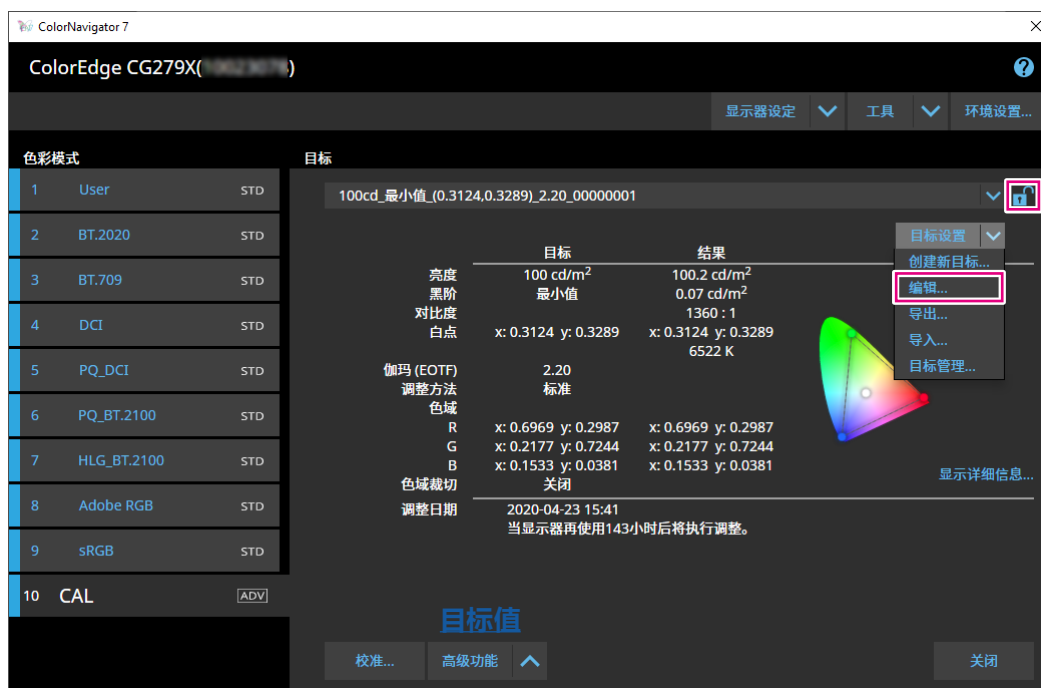 ColorNavigator 7
ColorEdge CG279X( )
显示器设定 工具 环境设置...
色彩模式
1 User STD
2 BT.2020 STD
3 BT.709 STD
4 DCI STD
5 PQ_DCI STD
6 PQ_BT.2100 STD
7 HLG_BT.2100 STD
8 Adobe RGB STD
9 sRGB STD
10 CAL ADV
目标
100cd_最小值_(0.3124,0.3289)_2.20_00000001
目标设置
创建新目标...
编辑...
导出...
导入...
目标管理...
目标 结果
亮度 100 cd/m² 100.2 cd/m²
黑阶 最小值 0.07 cd/m²
对比度 1360 : 1
白点 x: 0.3124 y: 0.3289 x: 0.3124 y: 0.3289
6522 K
伽玛 (EOTF) 2.20
调整方法 标准
色域
R x: 0.6969 y: 0.2987 x: 0.6969 y: 0.2987
G x: 0.2177 y: 0.7244 x: 0.2177 y: 0.7244
B x: 0.1533 y: 0.0381 x: 0.1533 y: 0.0381
色域裁切 关闭
显示详细信息...
调整日期 2020-04-23 15:41
当显示器再使用143小时后将执行调整。
目标值
校准... 高级功能 关闭